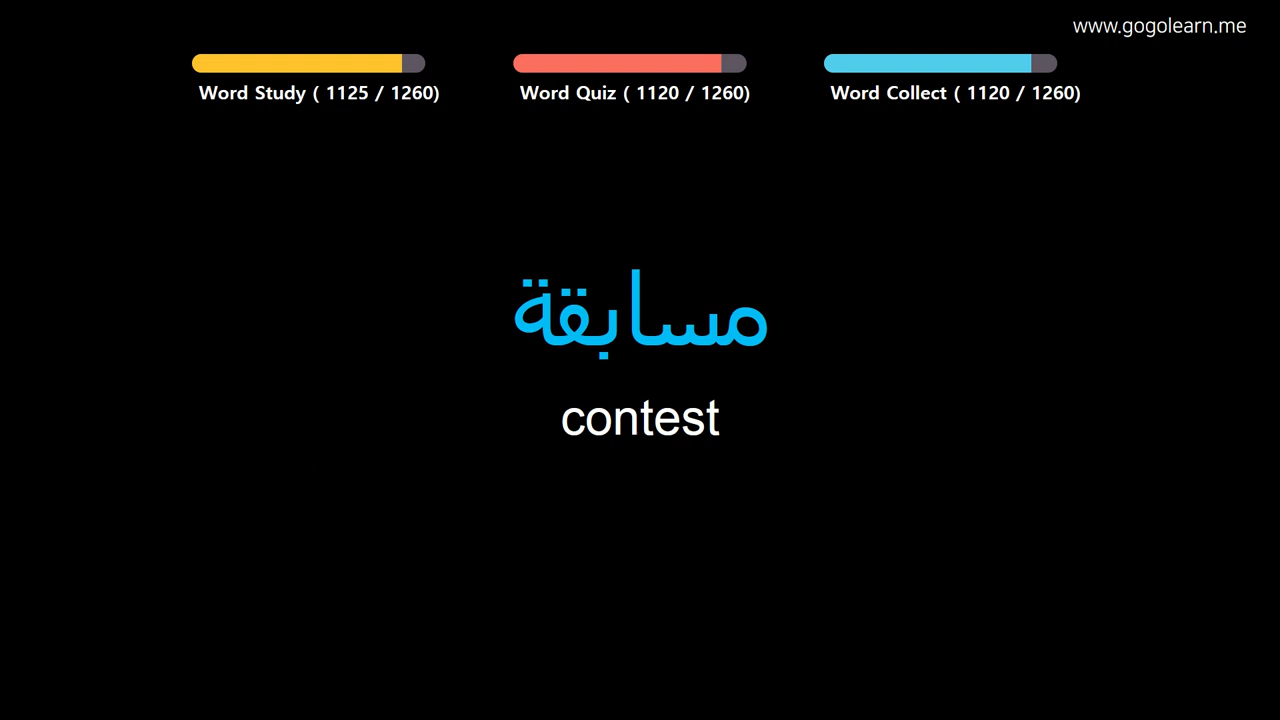 www.gogolearn.me
Word Study ( 1125 / 1260)
Word Quiz ( 1120 / 1260)
Word Collect ( 1120 / 1260)
مسابقة
contest